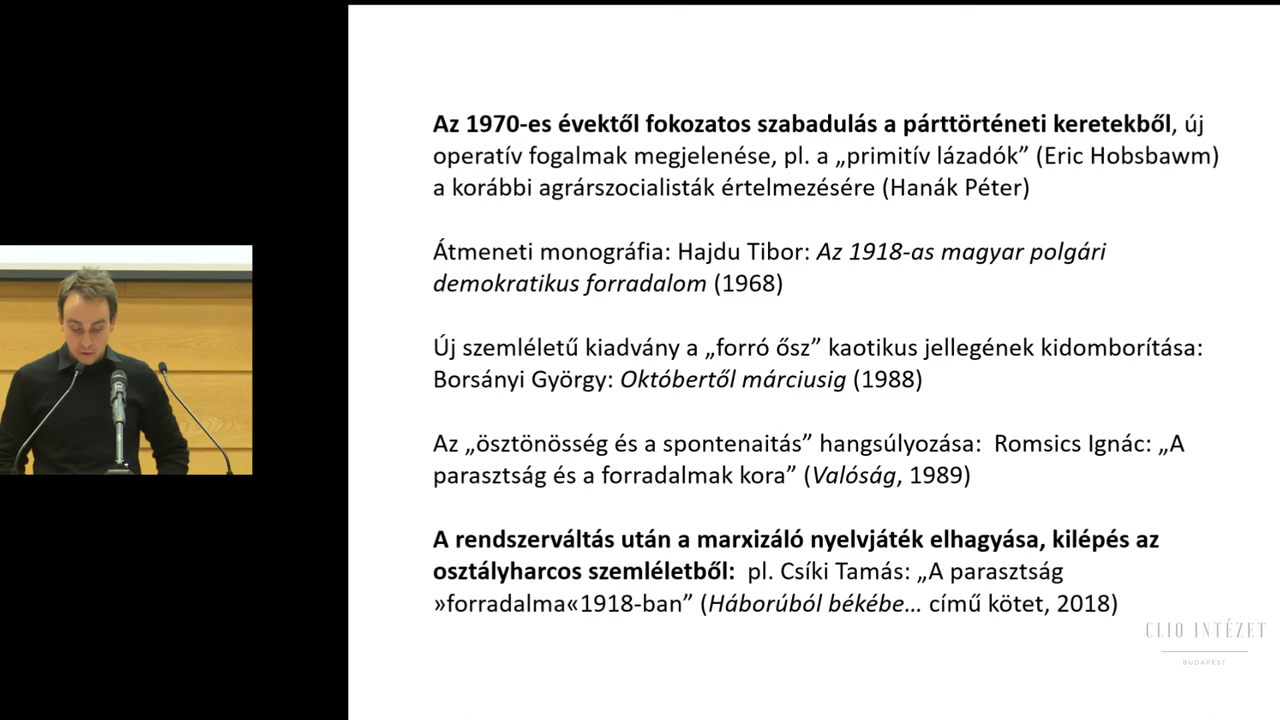 Az 1970-es évektől fokozatos szabadulás a párttörténeti keretekből, új
operatív fogalmak megjelenése, pl. a „primitív lázadók” (Eric Hobsbawm)
a korábbi agrárszocialisták értelmezésére (Hanák Péter)
Átmeneti monográfia: Hajdu Tibor: Az 1918-as magyar polgári
demokratikus forradalom (1968)
Új szemléletű kiadvány a „forró ősz” kaotikus jellegének kidomborítása:
Borsányi György: Októbertől márciusig (1988)
Az „ösztönösség és a spontenaitás” hangsúlyozása:  Romsics Ignác: „A
parasztság és a forradalmak kora” (Valóság, 1989)
A rendszerváltás után a marxizáló nyelvjáték elhagyása, kilépés az
osztályharcos szemléletből:  pl. Csíki Tamás: „A parasztság
»forradalma«1918-ban” (Háborúból békébe… című kötet, 2018)
CLIO INTÉZET
BUDAPEST